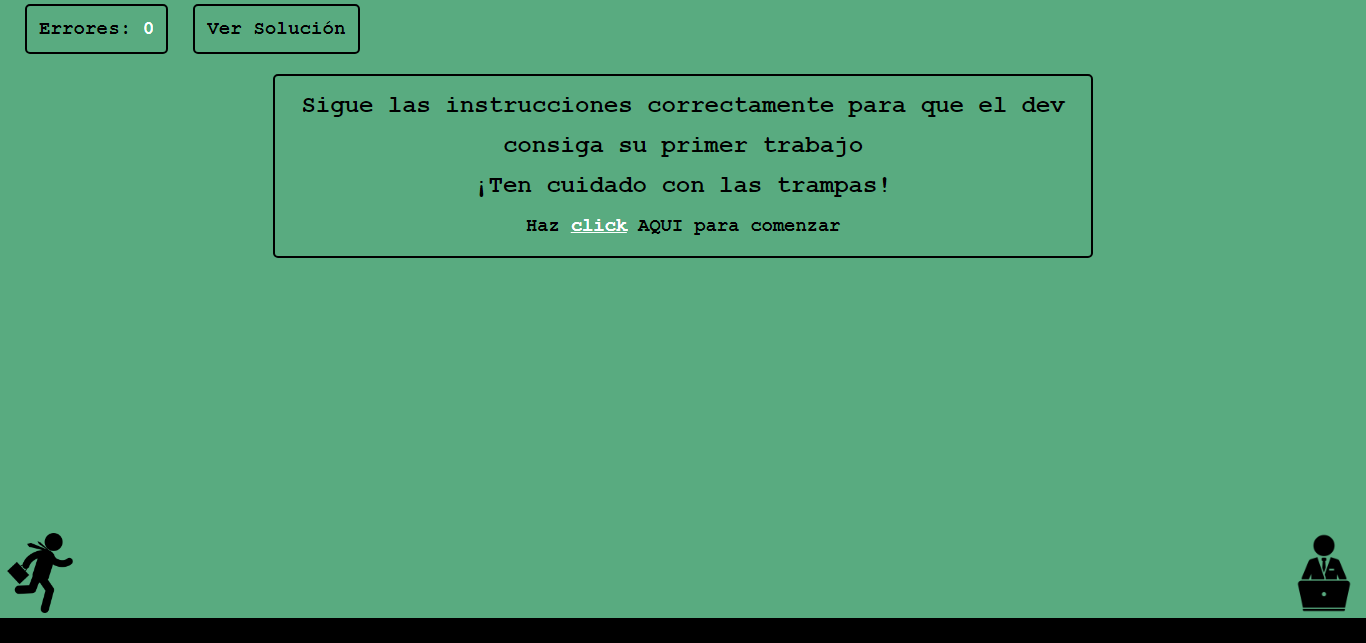 Errores: 0
Ver Solución
Sigue las instrucciones correctamente para que el dev
consiga su primer trabajo
¡Ten cuidado con las trampas!
Haz click AQUI para comenzar